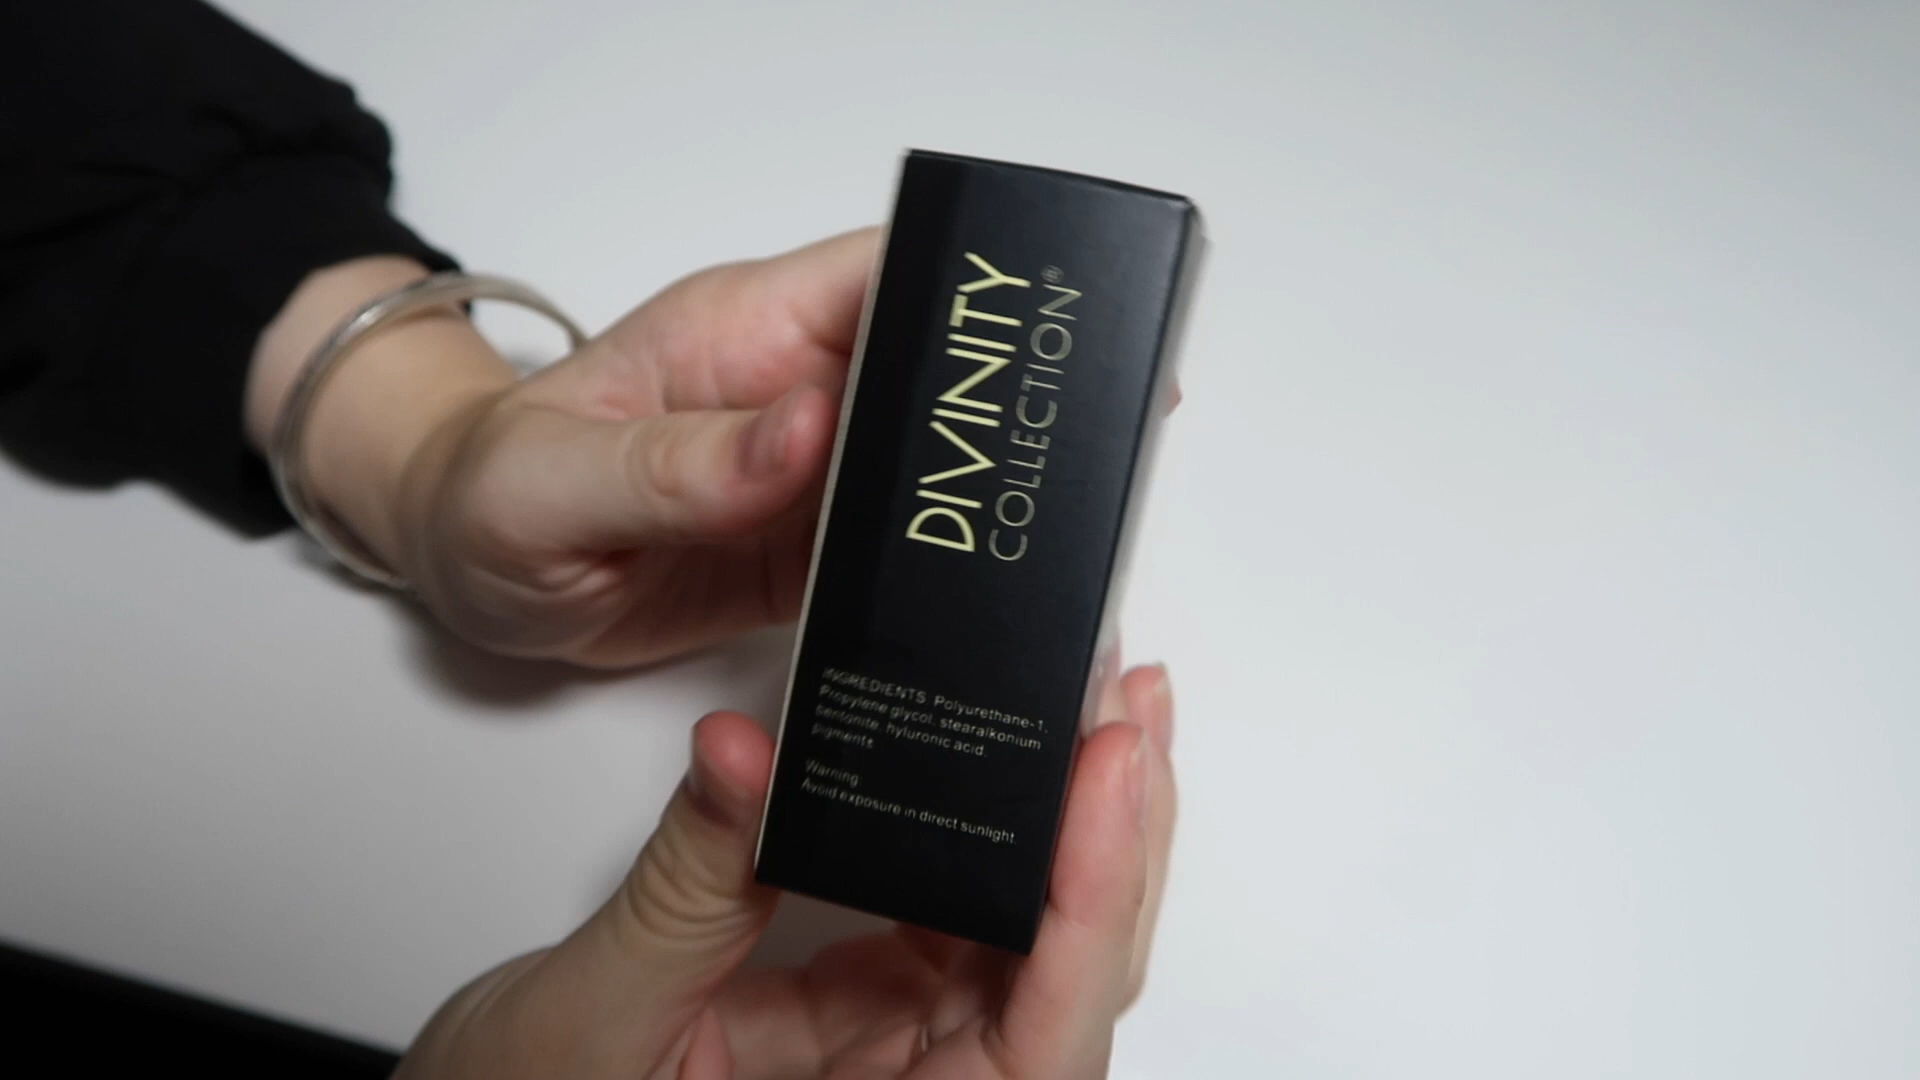 DIVINITY
COLLECTION®
INGREDIENTS Polyurethane-1,
Propylene glycol, stearalkonium
bentonite, hyluronic acid,
pigments
Warning
Avoid exposure in direct sunlight.